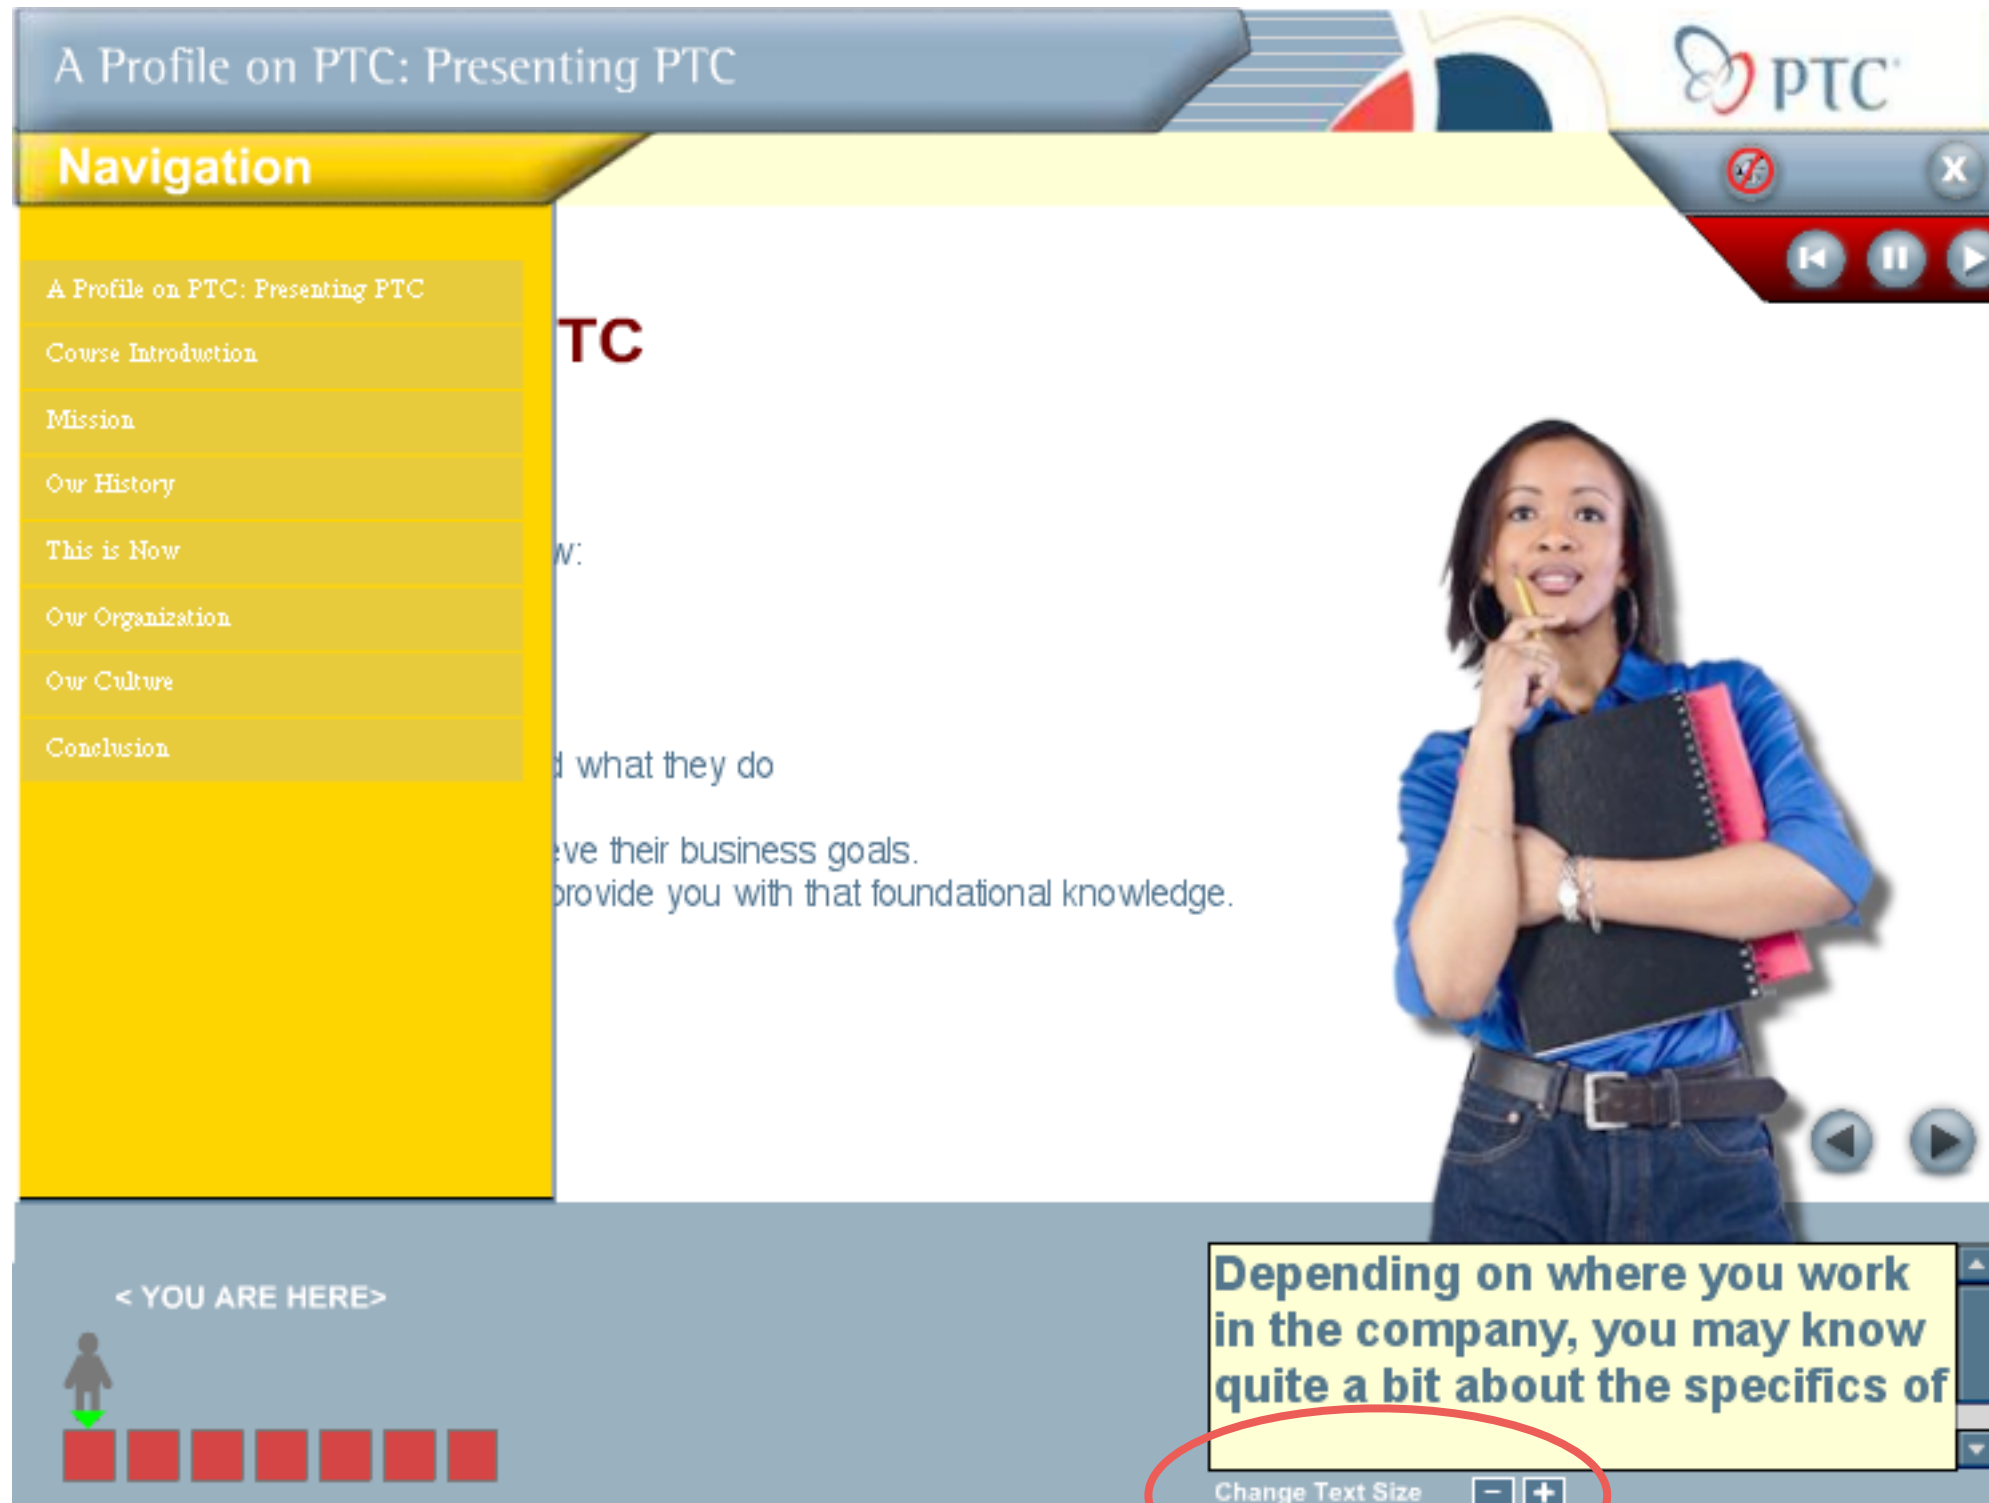 A Profile on PTC: Presenting PTC
PTC
Navigation
X
A Profile on PTC: Presenting PTC
Course Introduction
Mission
Our History
This is Now
Our Organization
Our Culture
Conclusion
TC
w:
d what they do
eve their business goals.
provide you with that foundational knowledge.
< YOU ARE HERE>
Depending on where you work
in the company, you may know
quite a bit about the specifics of
Change Text Size - +